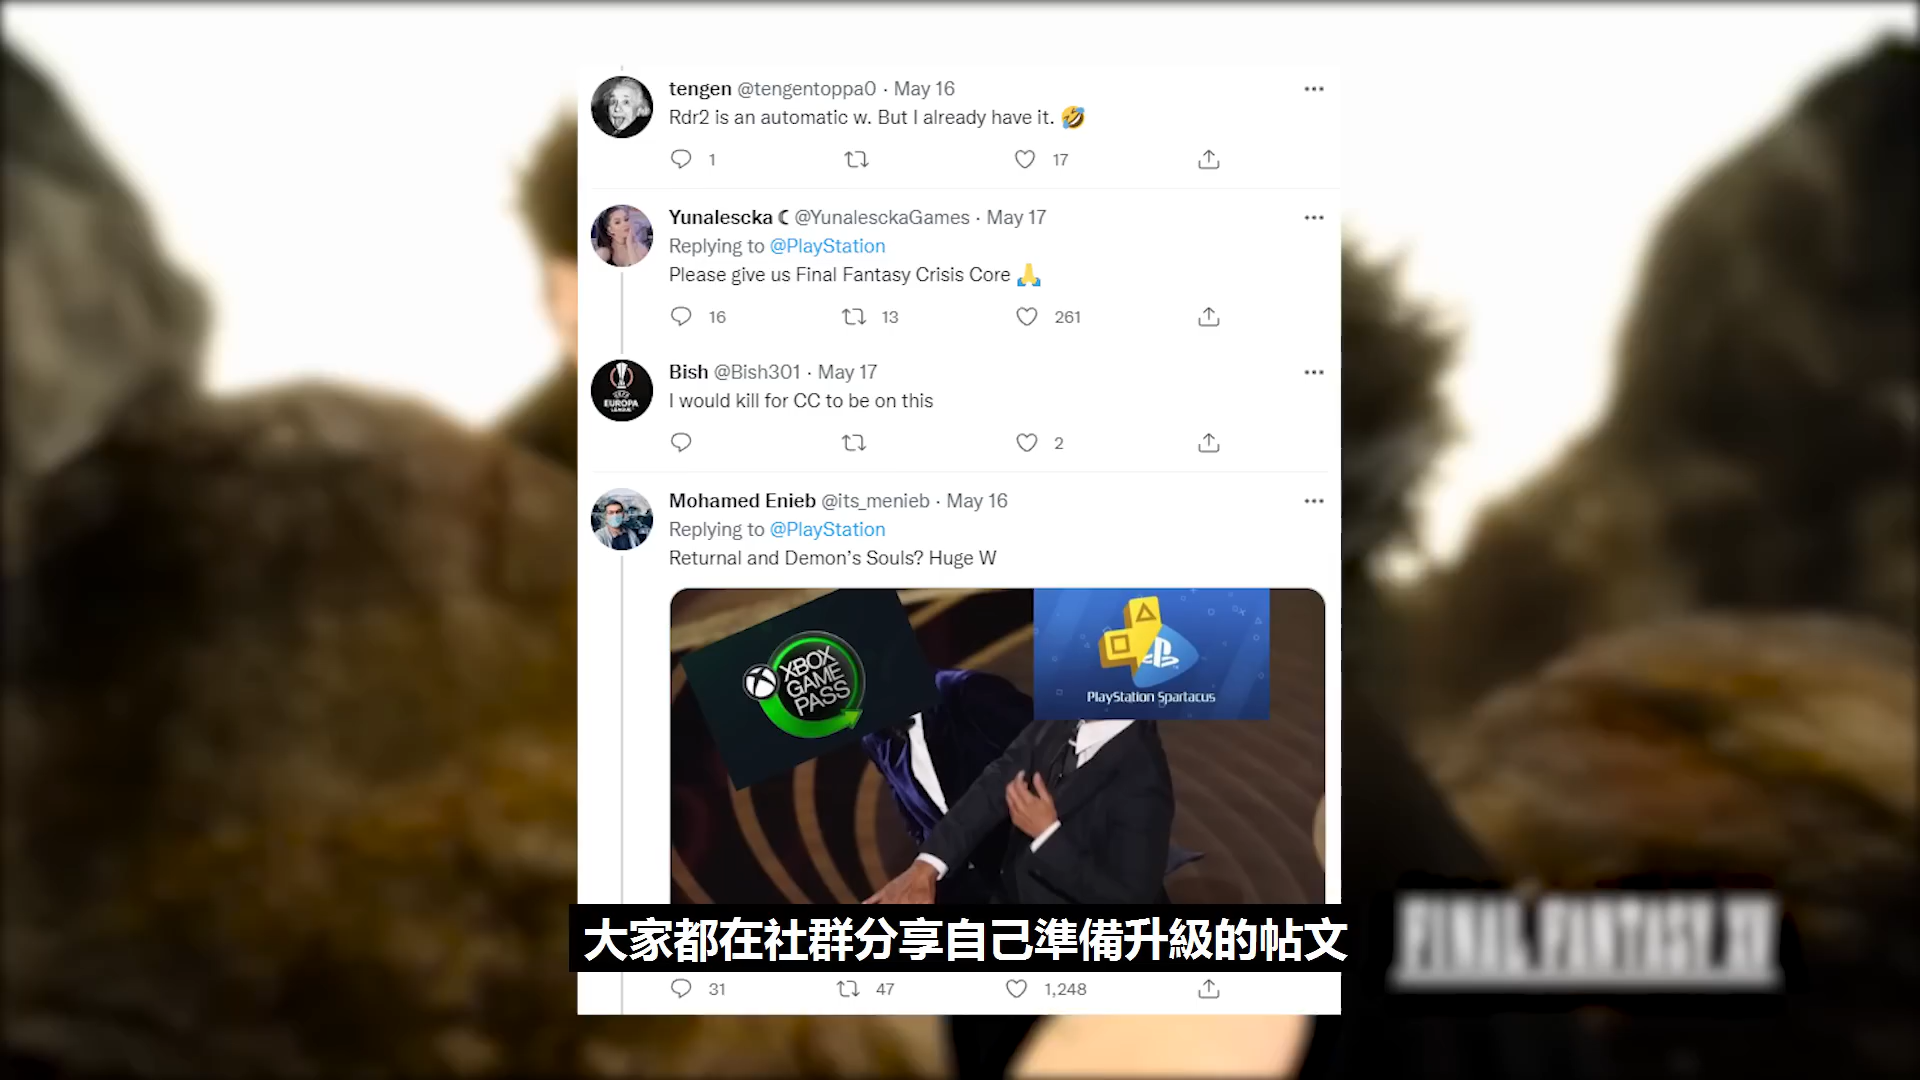 tengen @tengentoppa0 · May 16
Rdr2 is an automatic w. But I already have it. 🤣
1 17
Yunalescka ☾ @YunalesckaGames · May 17
Replying to @PlayStation
Please give us Final Fantasy Crisis Core 🙏
16 13 261
Bish @Bish301 · May 17
I would kill for CC to be on this
2
EUROPA
LEAGUE
Mohamed Enieb @its_menieb · May 16
Replying to @PlayStation
Returnal and Demon's Souls? Huge W
XBOX
GAME
PASS
PlayStation Spartacus
大家都在社群分享自己準備升級的帖文
FINAL FANTASY XV
31 47 1,248